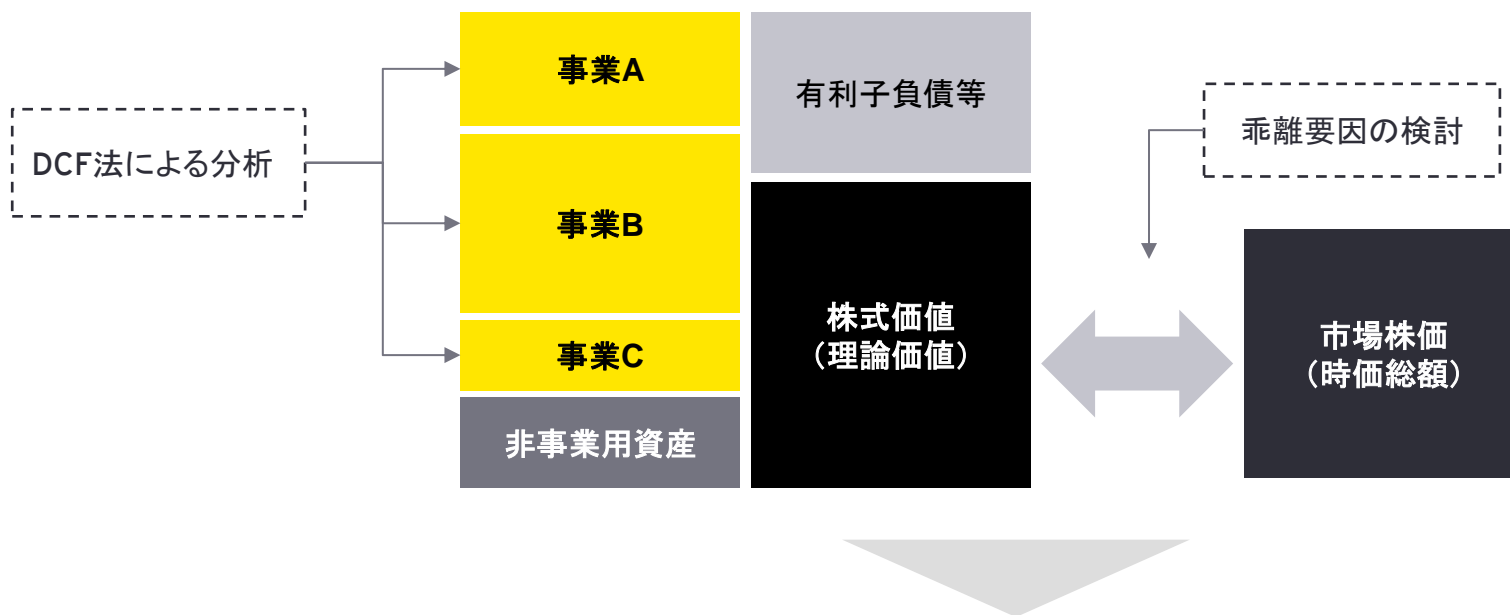 DCF法による分析
事業A
事業B
事業C
非事業用資産
有利子負債等
株式価値
（理論価値）
乖離要因の検討
市場株価
（時価総額）